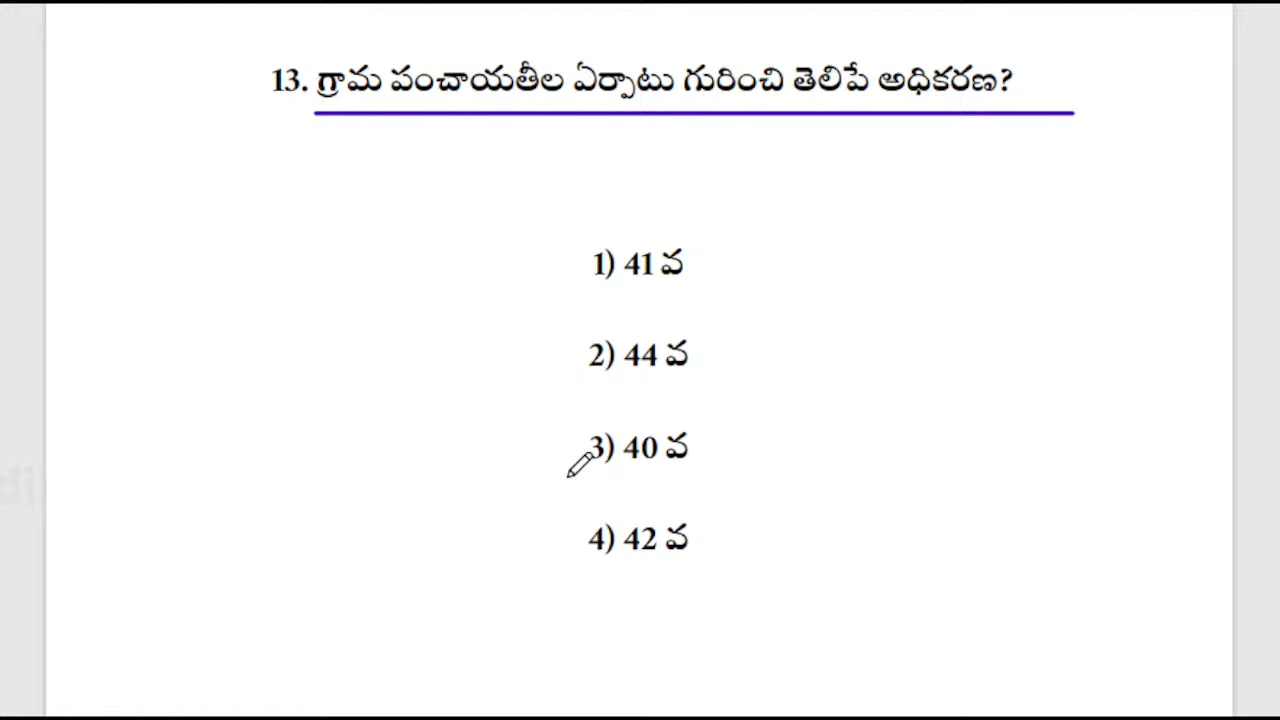 13. గ్రామ పంచాయతీల ఏర్పాటు గురించి తెలిపే అధికరణ?
1) 41 వ
2) 44 వ
3) 40 వ
4) 42 వ